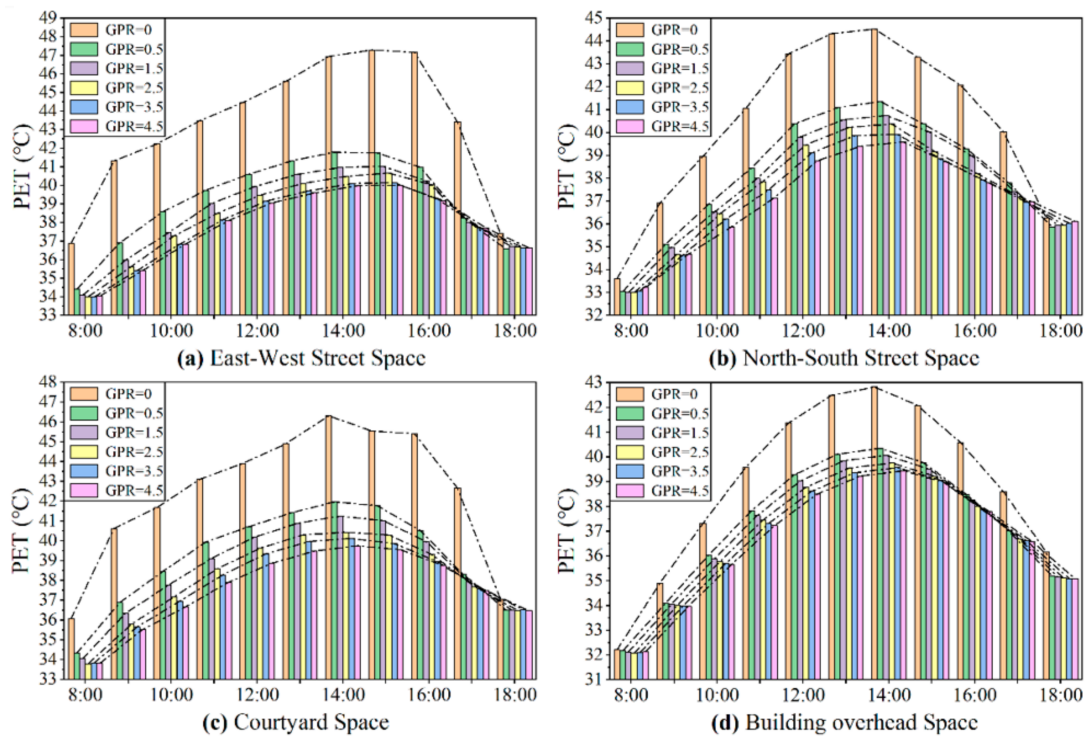 49
48
47
46
45
44
43
42
41
40
39
38
37
36
35
34
33
PET (°C)
GPR=0
GPR=0.5
GPR=1.5
GPR=2.5
GPR=3.5
GPR=4.5
8:00 10:00 12:00 14:00 16:00 18:00
(a) East-West Street Space
45
44
43
42
41
40
39
38
37
36
35
34
33
32
PET (°C)
GPR=0
GPR=0.5
GPR=1.5
GPR=2.5
GPR=3.5
GPR=4.5
8:00 10:00 12:00 14:00 16:00 18:00
(b) North-South Street Space
48
47
46
45
44
43
42
41
40
39
38
37
36
35
34
33
PET (°C)
GPR=0
GPR=0.5
GPR=1.5
GPR=2.5
GPR=3.5
GPR=4.5
8:00 10:00 12:00 14:00 16:00 18:00
(c) Courtyard Space
43
42
41
40
39
38
37
36
35
34
33
32
31
PET (°C)
GPR=0
GPR=0.5
GPR=1.5
GPR=2.5
GPR=3.5
GPR=4.5
8:00 10:00 12:00 14:00 16:00 18:00
(d) Building overhead Space